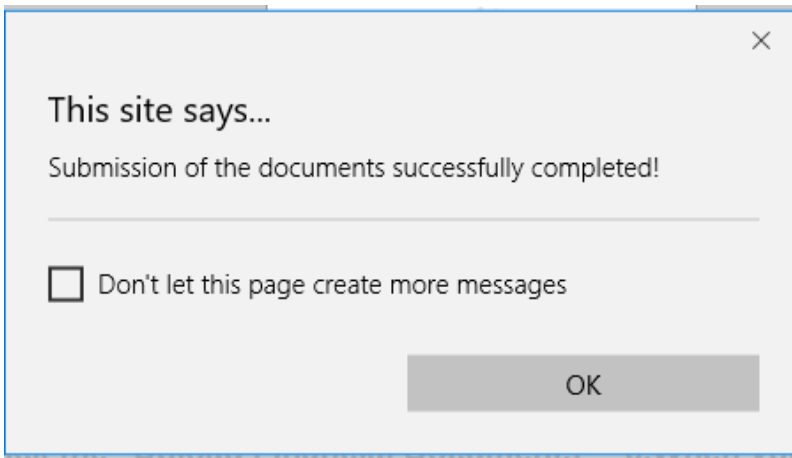 This site says...
Submission of the documents successfully completed!
Don't let this page create more messages
OK